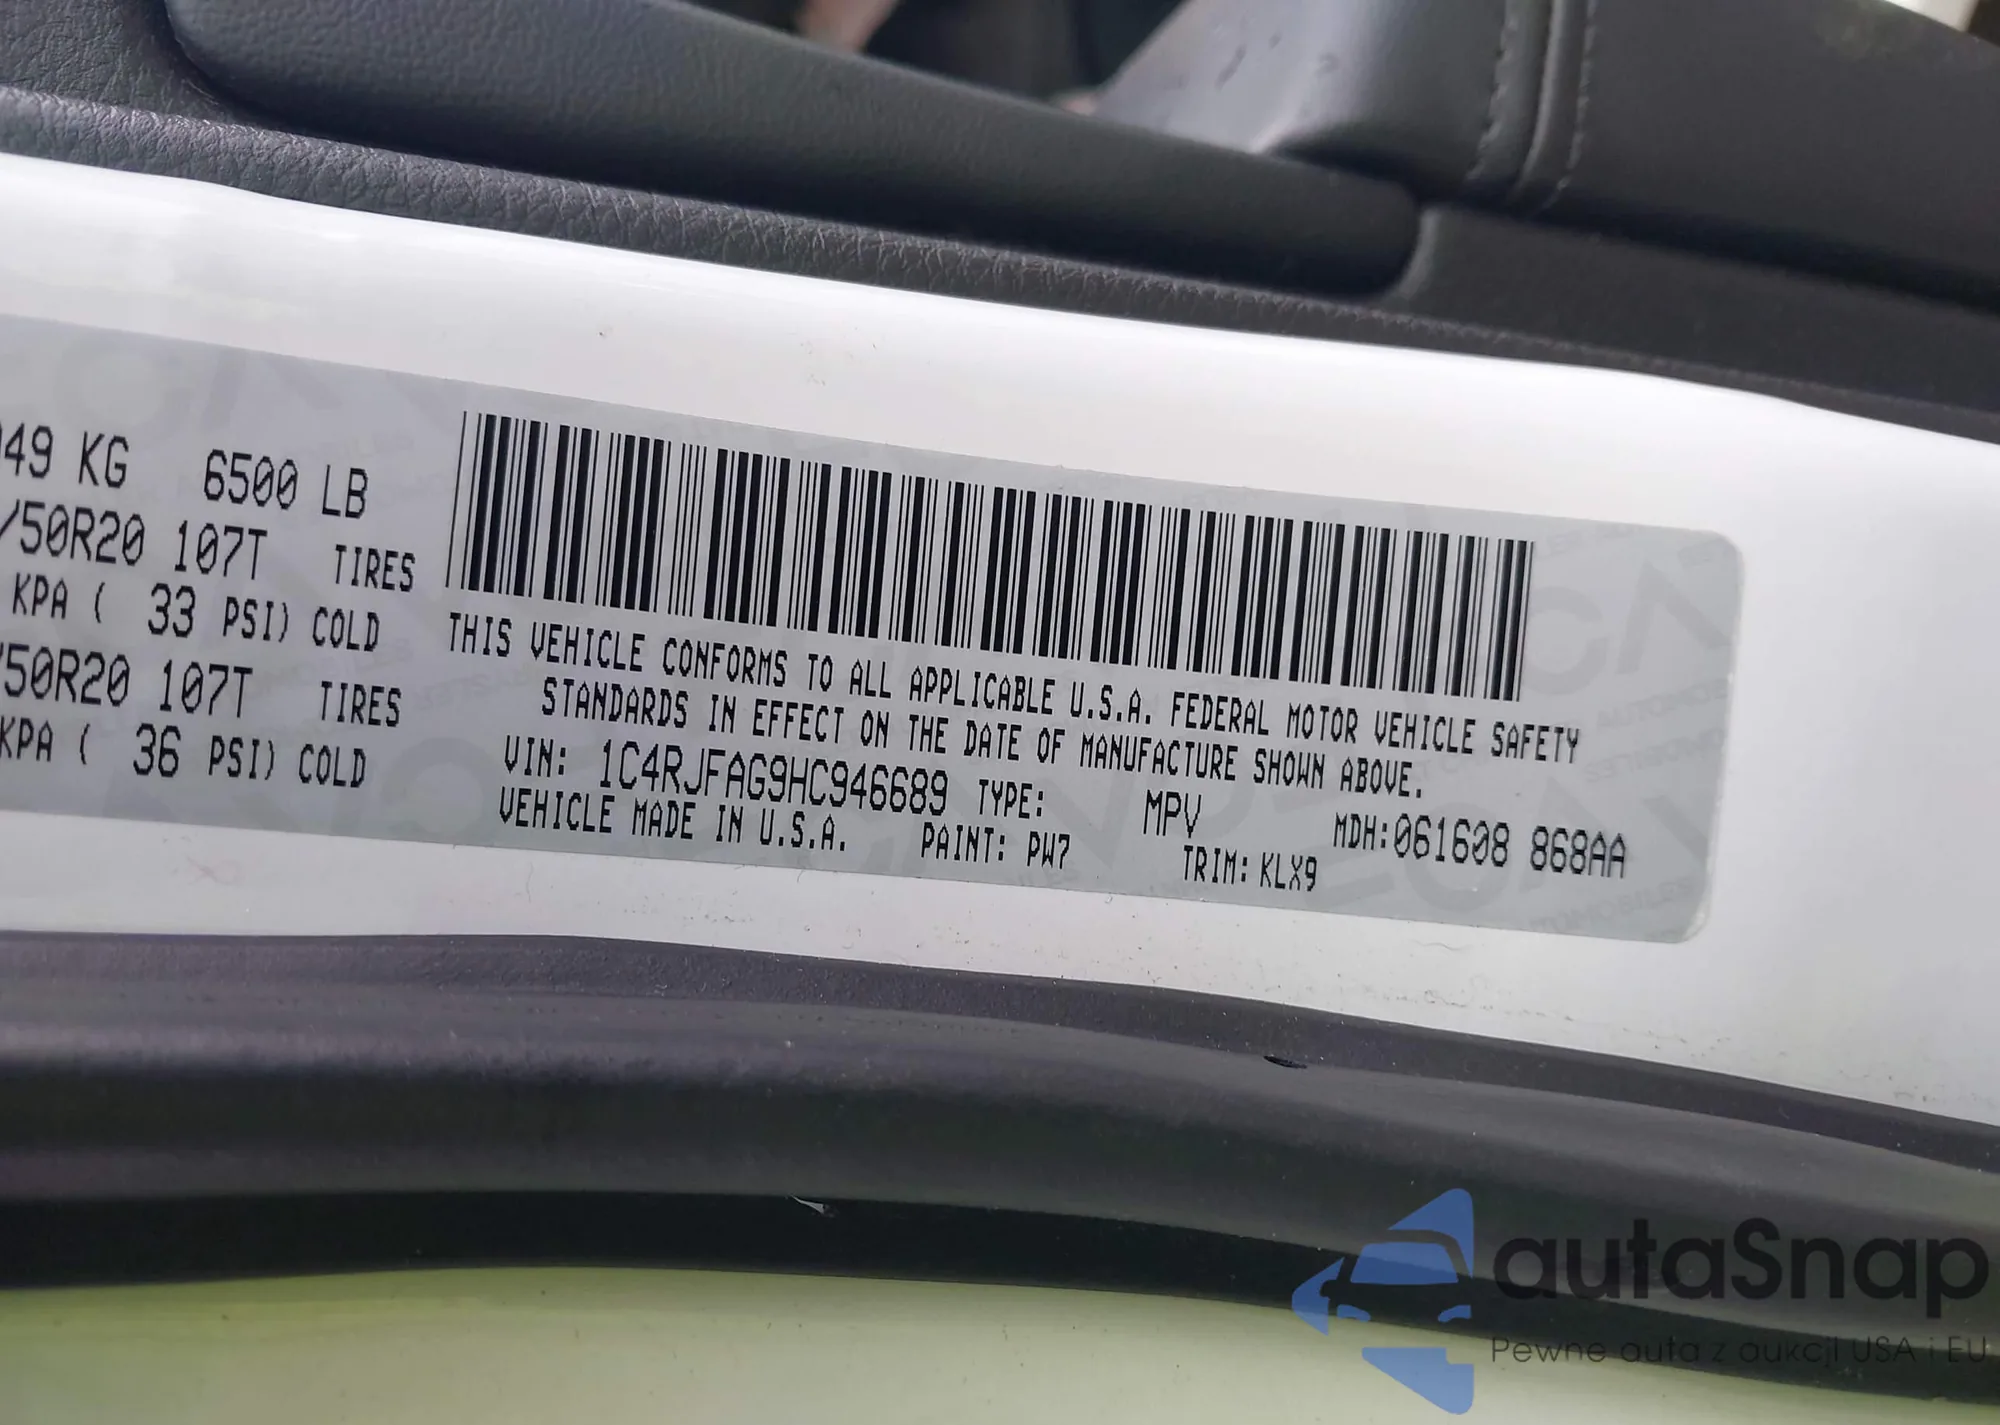 049 KG 6500 LB
/50R20 107T TIRES
KPA ( 33 PSI) COLD
/50R20 107T TIRES
KPA ( 36 PSI) COLD
THIS VEHICLE CONFORMS TO ALL APPLICABLE U.S.A. FEDERAL MOTOR VEHICLE SAFETY
STANDARDS IN EFFECT ON THE DATE OF MANUFACTURE SHOWN ABOVE.
VIN: 1C4RJFAG9HC946689 TYPE: MPV MDH:061608 868AA
VEHICLE MADE IN U.S.A. PAINT: PW7 TRIM: KLX9
autaSnap
Pewne auta z aukcji USA i EU